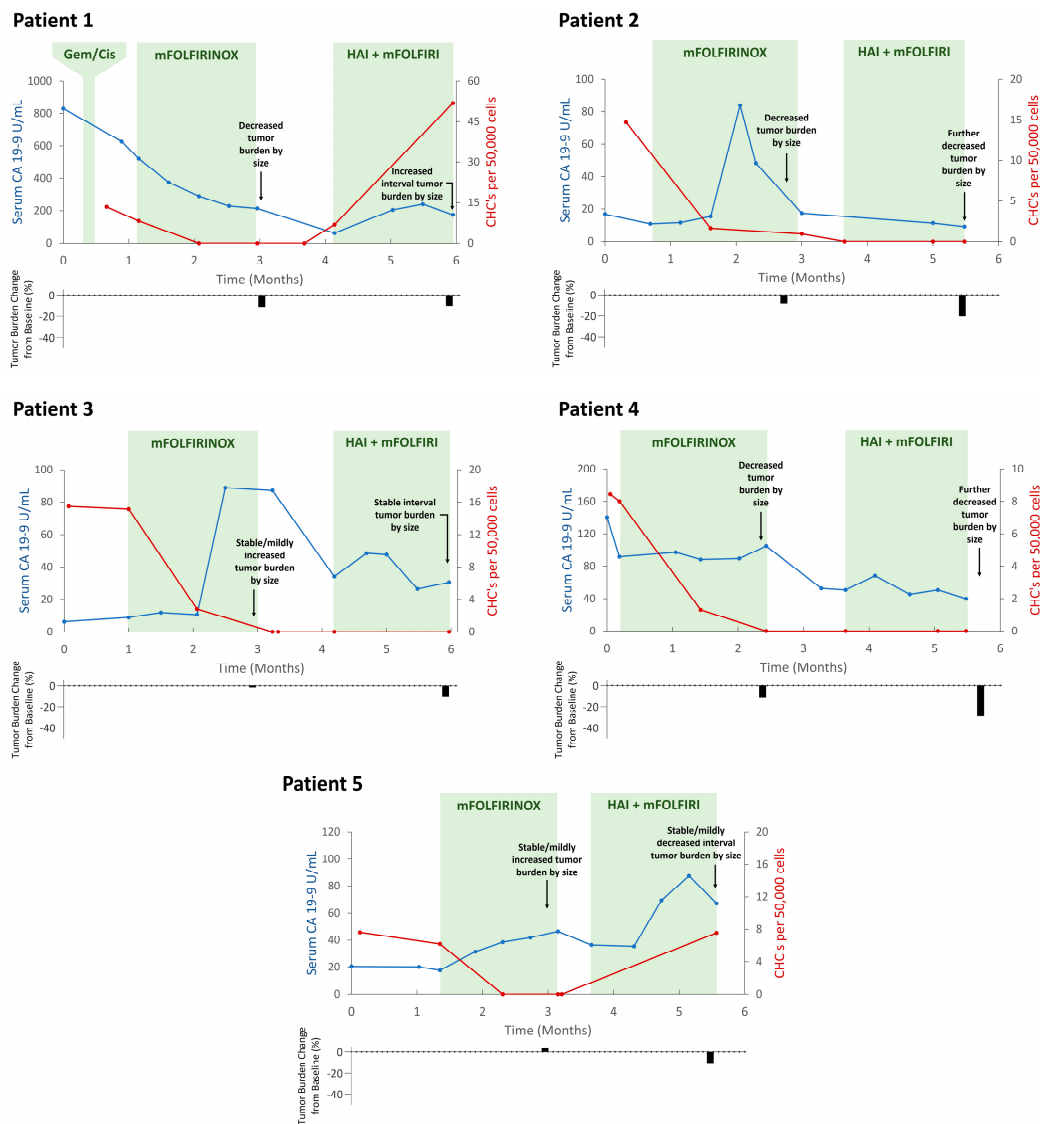 Patient 1
Gem/Cis
mFOLFIRINOX
HAI + mFOLFIRI
Serum CA 19-9 U/mL
1000
800
600
400
200
0
60
45
30
15
0
CHC's per 50,000 cells
Decreased
tumor
burden by
size
Increased
interval tumor
burden by size
0 1 2 3 4 5 6
Time (Months)
Tumor Burden Change
from Baseline (%)
0
-20
-40
Patient 2
mFOLFIRINOX
HAI + mFOLFIRI
Serum CA 19-9 U/mL
100
80
60
40
20
0
20
15
10
5
0
CHC's per 50,000 cells
Decreased
tumor burden
by size
Further
decreased
tumor
burden by
size
0 1 2 3 4 5 6
Time (Months)
Tumor Burden Change
from Baseline (%)
0
-20
-40
Patient 3
mFOLFIRINOX
HAI + mFOLFIRI
Serum CA 19-9 U/mL
100
80
60
40
20
0
20
16
12
8
4
0
CHC's per 50,000 cells
Stable/mildly
increased
tumor burden
by size
Stable interval
tumor burden
by size
0 1 2 3 4 5 6
Time (Months)
Tumor Burden Change
from Baseline (%)
0
-20
-40
Patient 4
mFOLFIRINOX
HAI + mFOLFIRI
Serum CA 19-9 U/mL
200
160
120
80
40
0
10
8
6
4
2
0
CHC's per 50,000 cells
Decreased
tumor
burden by
size
Further
decreased
tumor
burden by
size
0 1 2 3 4 5 6
Time (Months)
Tumor Burden Change
from Baseline (%)
0
-20
-40
Patient 5
mFOLFIRINOX
HAI + mFOLFIRI
Serum CA 19-9 U/mL
120
100
80
60
40
20
0
20
16
12
8
4
0
CHC's per 50,000 cells
Stable/mildly
increased tumor
burden by size
Stable/mildly
decreased interval
tumor burden by size
0 1 2 3 4 5 6
Time (Months)
Tumor Burden Change
from Baseline (%)
0
-20
-40